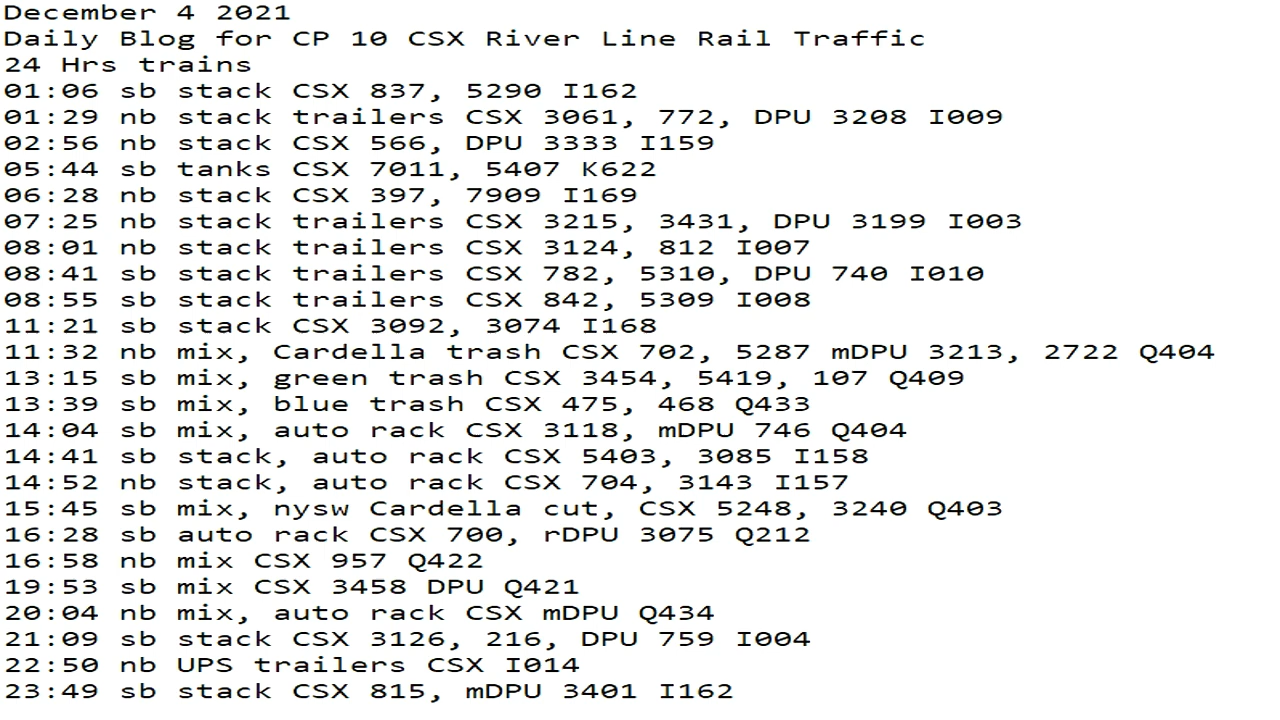 December 4 2021
Daily Blog for CP 10 CSX River Line Rail Traffic
24 Hrs trains
01:06 sb stack CSX 837, 5290 I162
01:29 nb stack trailers CSX 3061, 772, DPU 3208 I009
02:56 nb stack CSX 566, DPU 3333 I159
05:44 sb tanks CSX 7011, 5407 K622
06:28 nb stack CSX 397, 7909 I169
07:25 nb stack trailers CSX 3215, 3431, DPU 3199 I003
08:01 nb stack trailers CSX 3124, 812 I007
08:41 sb stack trailers CSX 782, 5310, DPU 740 I010
08:55 sb stack trailers CSX 842, 5309 I008
11:21 sb stack CSX 3092, 3074 I168
11:32 nb mix, Cardella trash CSX 702, 5287 mDPU 3213, 2722 Q404
13:15 sb mix, green trash CSX 3454, 5419, 107 Q409
13:39 sb mix, blue trash CSX 475, 468 Q433
14:04 sb mix, auto rack CSX 3118, mDPU 746 Q404
14:41 sb stack, auto rack CSX 5403, 3085 I158
14:52 nb stack, auto rack CSX 704, 3143 I157
15:45 sb mix, nysw Cardella cut, CSX 5248, 3240 Q403
16:28 sb auto rack CSX 700, rDPU 3075 Q212
16:58 nb mix CSX 957 Q422
19:53 sb mix CSX 3458 DPU Q421
20:04 nb mix, auto rack CSX mDPU Q434
21:09 sb stack CSX 3126, 216, DPU 759 I004
22:50 nb UPS trailers CSX I014
23:49 sb stack CSX 815, mDPU 3401 I162